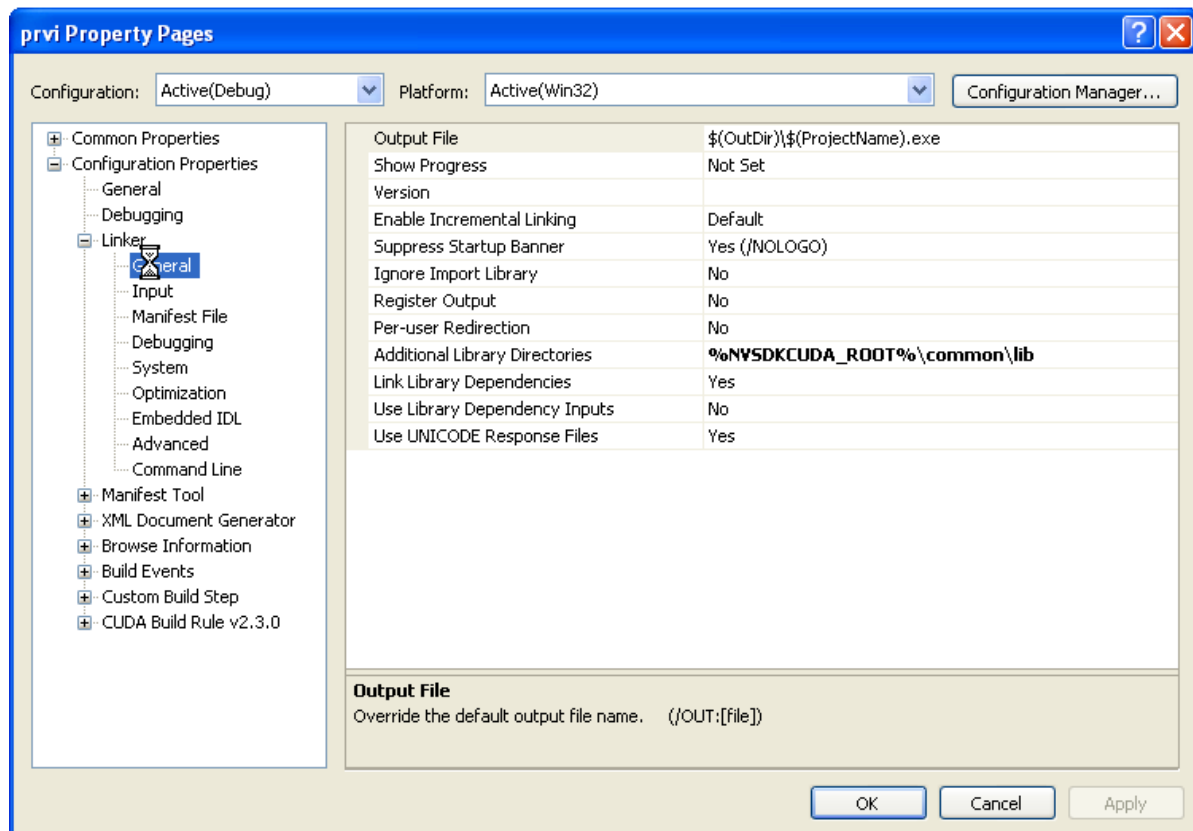 prvi Property Pages
Configuration: Active(Debug) Platform: Active(Win32) Configuration Manager...
Common Properties
Configuration Properties
General
Debugging
Linker
General
Input
Manifest File
Debugging
System
Optimization
Embedded IDL
Advanced
Command Line
Manifest Tool
XML Document Generator
Browse Information
Build Events
Custom Build Step
CUDA Build Rule v2.3.0
Output File $(OutDir)\$(ProjectName).exe
Show Progress Not Set
Version
Enable Incremental Linking Default
Suppress Startup Banner Yes (/NOLOGO)
Ignore Import Library No
Register Output No
Per-user Redirection No
Additional Library Directories %NVSDKCUDA_ROOT%\common\lib
Link Library Dependencies Yes
Use Library Dependency Inputs No
Use UNICODE Response Files Yes
Output File
Override the default output file name. (/OUT:[file])
OK Cancel Apply